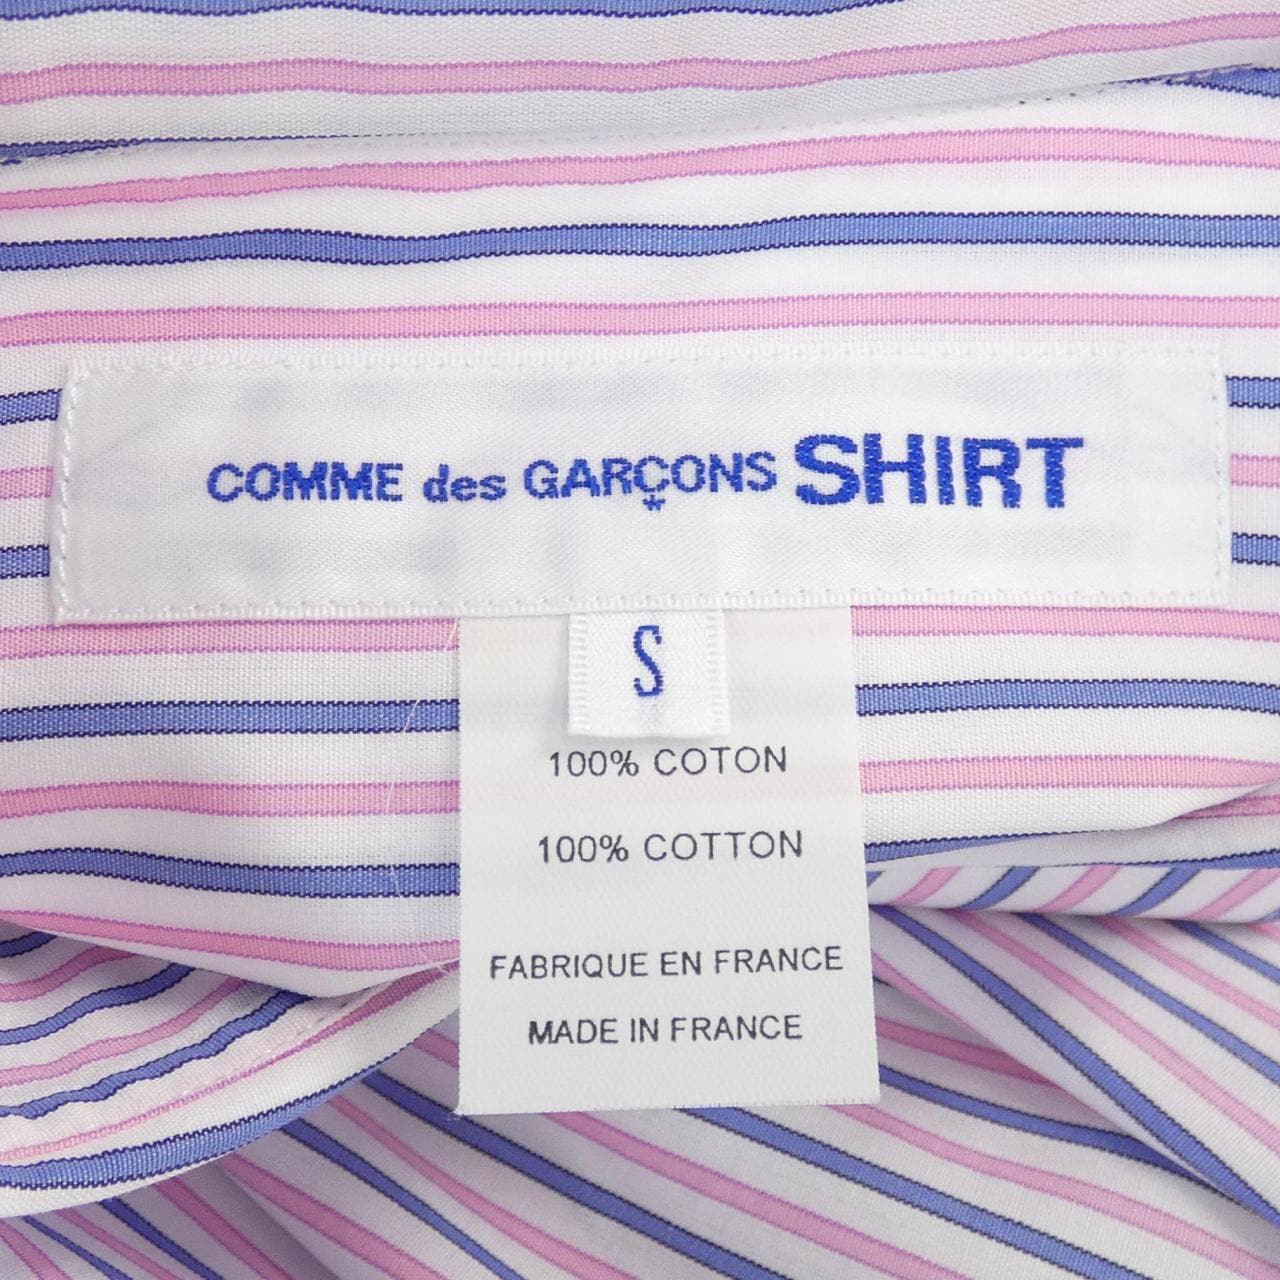 COMME des GARÇONS SHIRT
S
100% COTON
100% COTTON
FABRIQUE EN FRANCE
MADE IN FRANCE